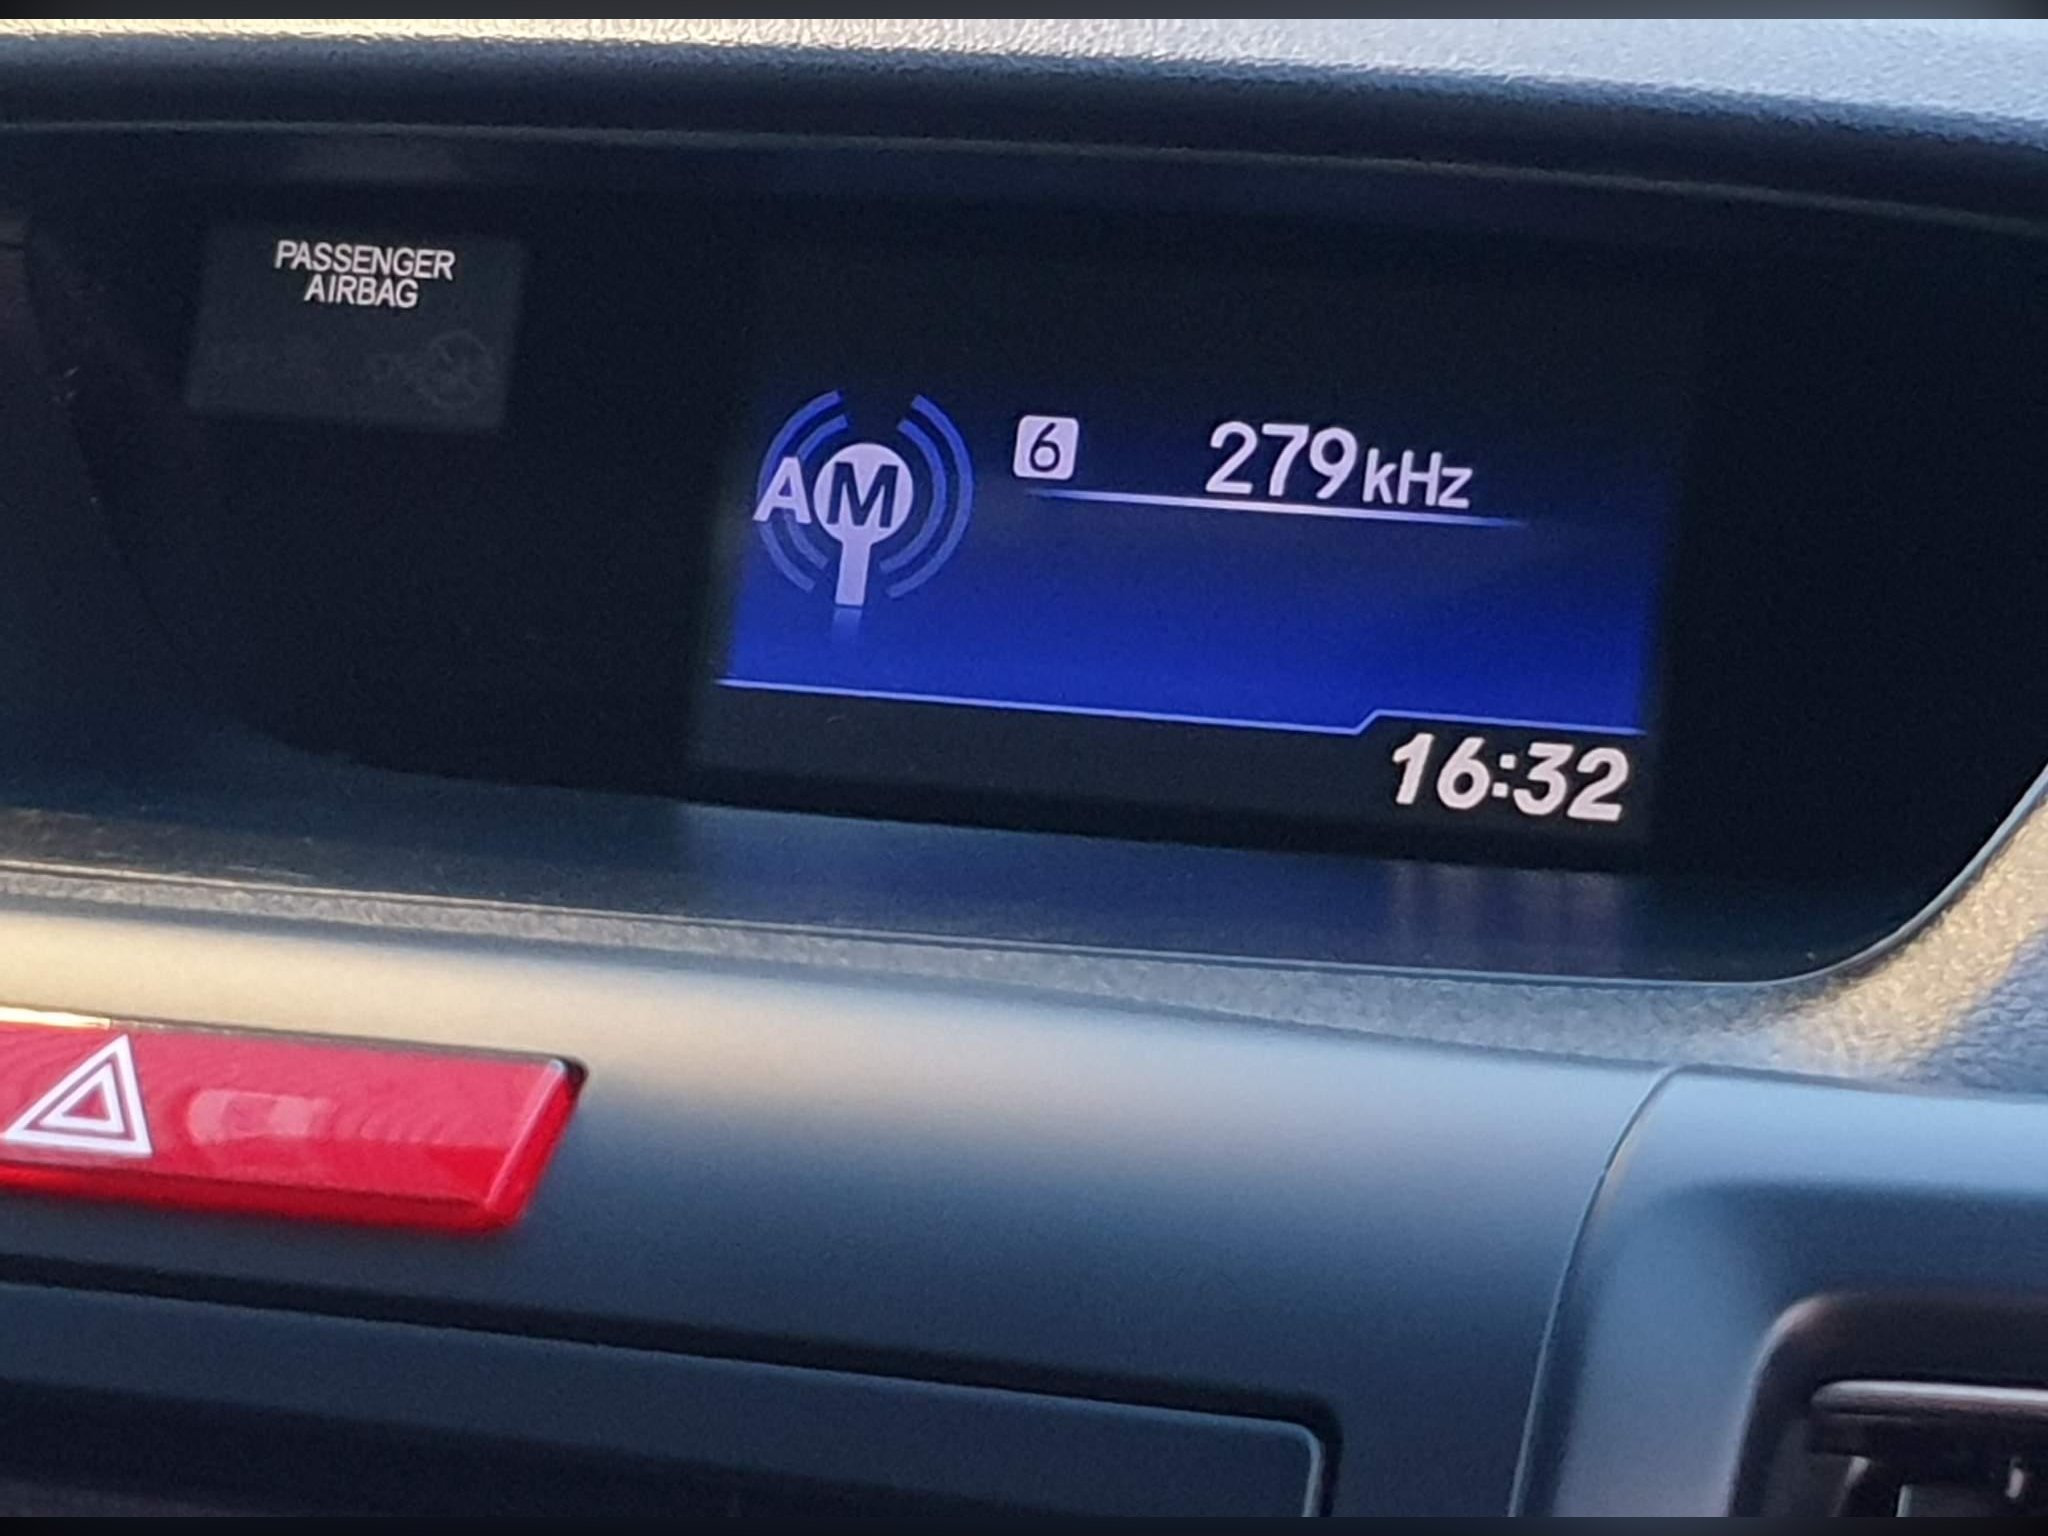 PASSENGER
AIRBAG
AM 6 279kHz
16:32